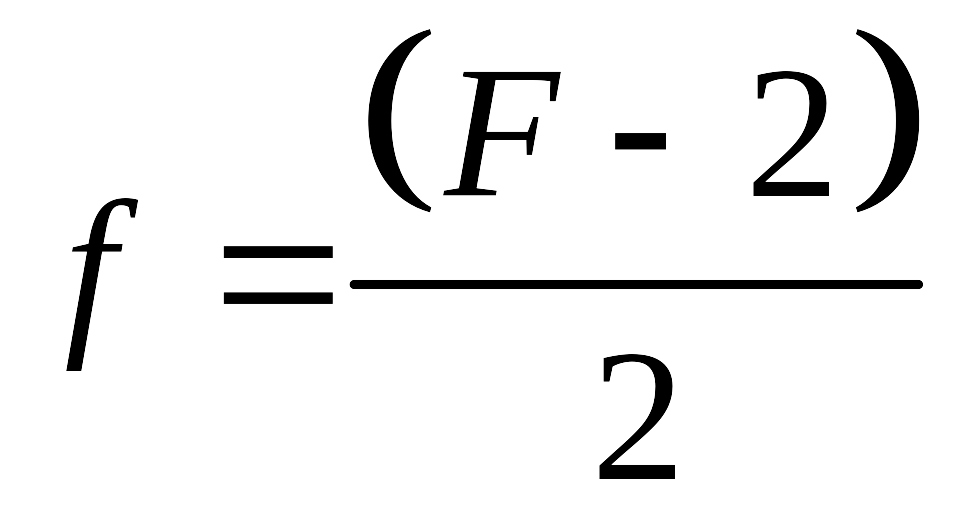 f = (F - 2) / 2